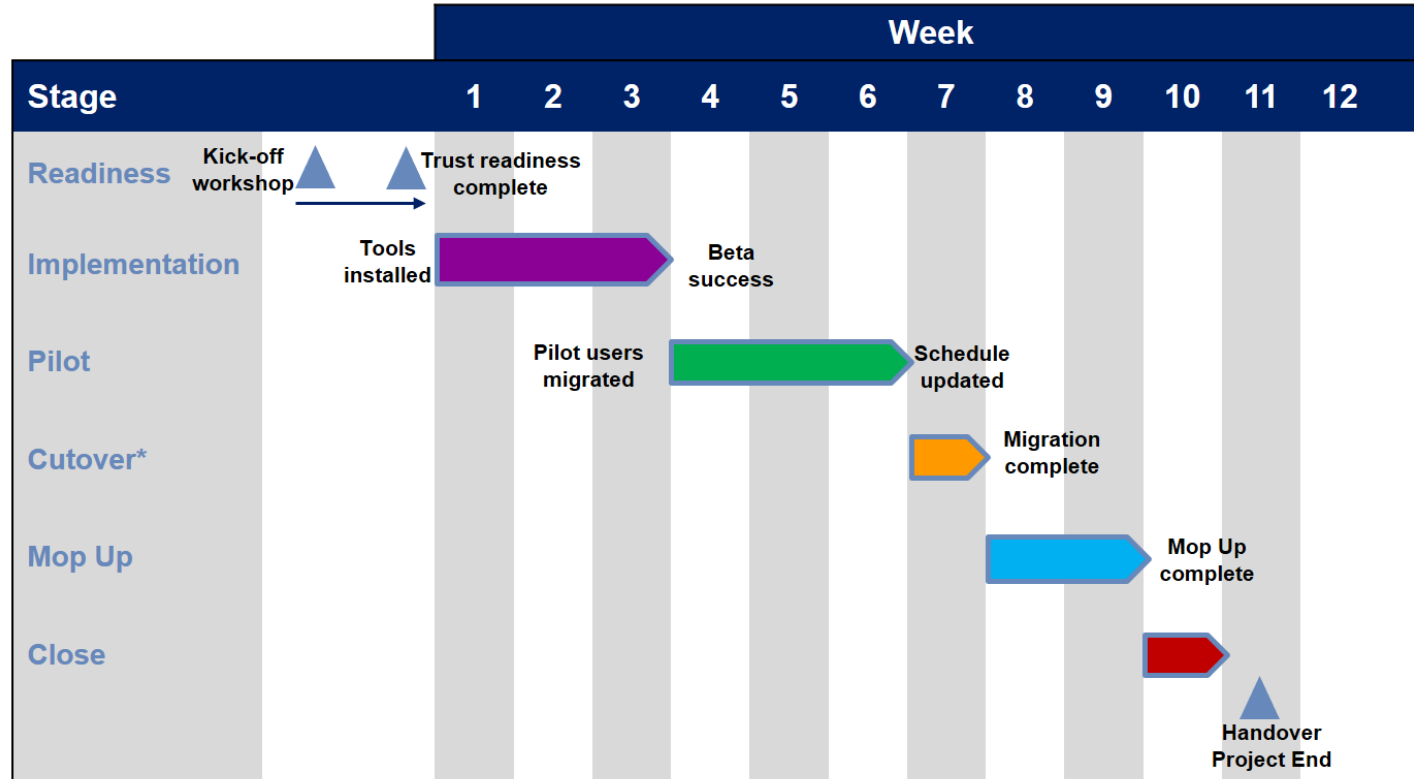 Week
Stage 1 2 3 4 5 6 7 8 9 10 11 12
Readiness
Kick-off
workshop
Trust readiness
complete
Implementation
Tools
installed
Beta
success
Pilot
Pilot users
migrated
Schedule
updated
Cutover*
Migration
complete
Mop Up
Mop Up
complete
Close
Handover
Project End